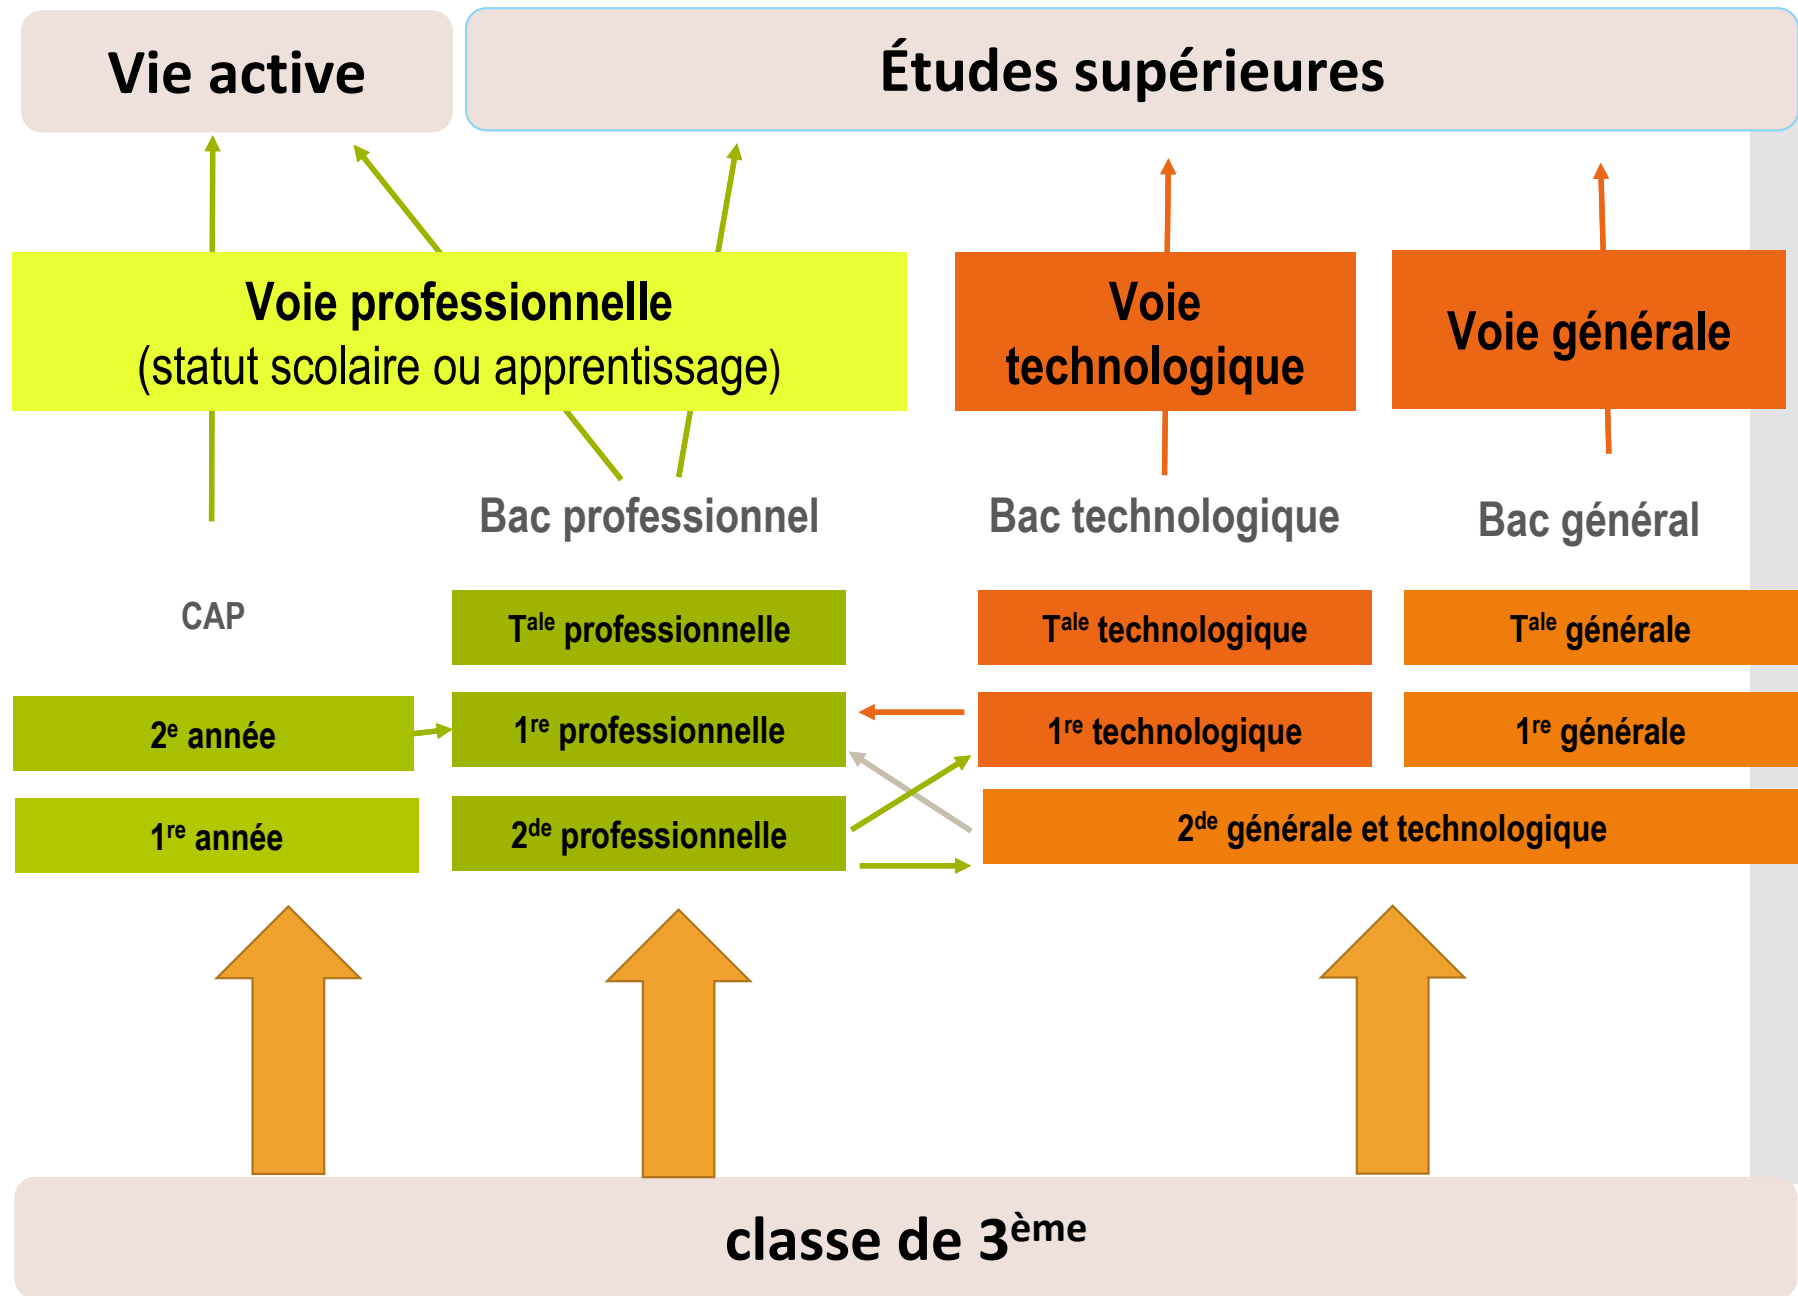 Vie active
Études supérieures
Voie professionnelle
(statut scolaire ou apprentissage)
Voie
technologique
Voie générale
Bac professionnel
Bac technologique
Bac général
CAP
Tale professionnelle
Tale technologique
Tale générale
2e année
1re professionnelle
1re technologique
1re générale
1re année
2de professionnelle
2de générale et technologique
classe de 3ème